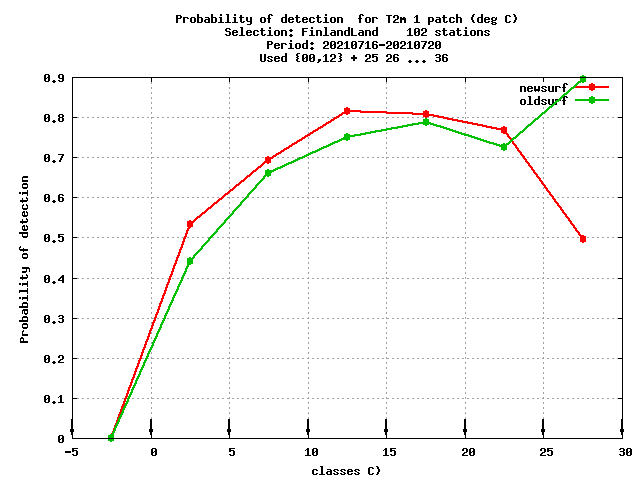 Probability of detection  for T2m 1 patch (deg C)
Selection: FinlandLand    102 stations
Period: 20210716-20210720
Used {00,12} + 25 26 ... 36
newsurf
oldsurf
0.9
0.8
0.7
0.6
0.5
0.4
0.3
0.2
0.1
0
Probability of detection
-5 0 5 10 15 20 25 30
classes C)